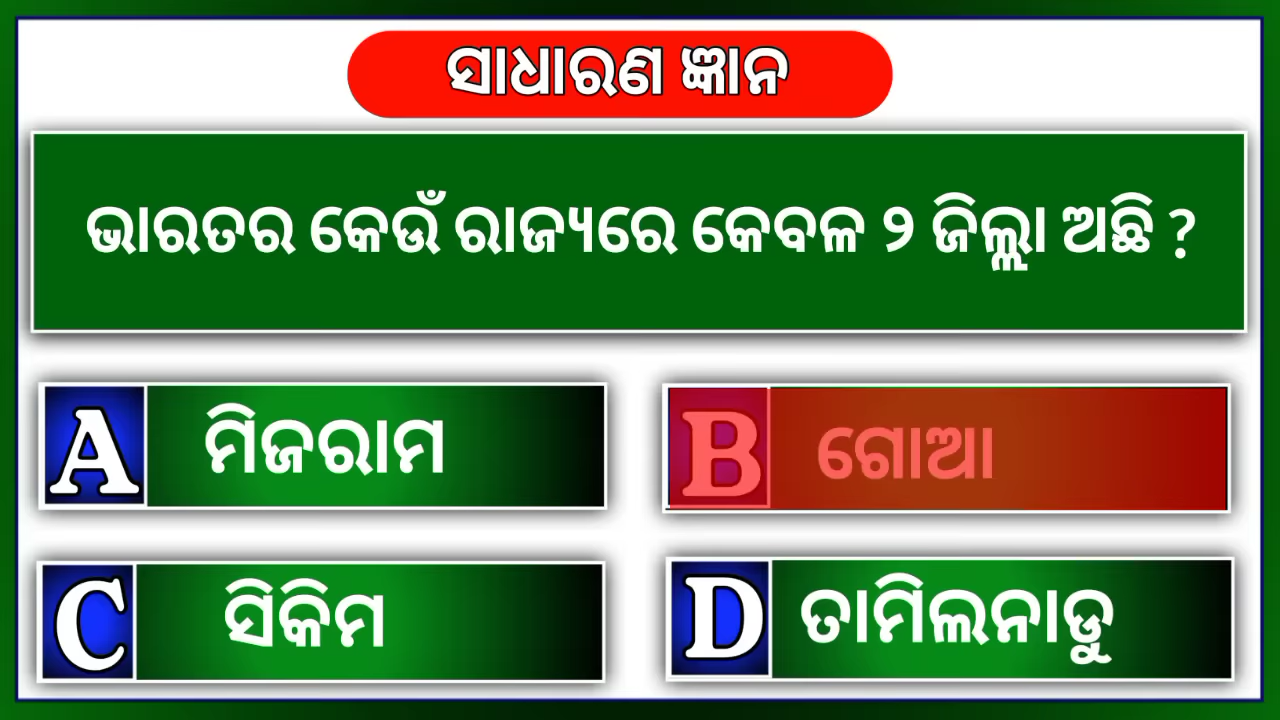 ସାଧାରଣ ଜ୍ଞାନ
ଭାରତର କେଉଁ ରାଜ୍ୟରେ କେବଳ ୨ ଜିଲ୍ଲା ଅଛି ?
A ମିଜରାମ
B ଗୋଆ
C ସିକିମ
D ତାମିଲନାଡୁ